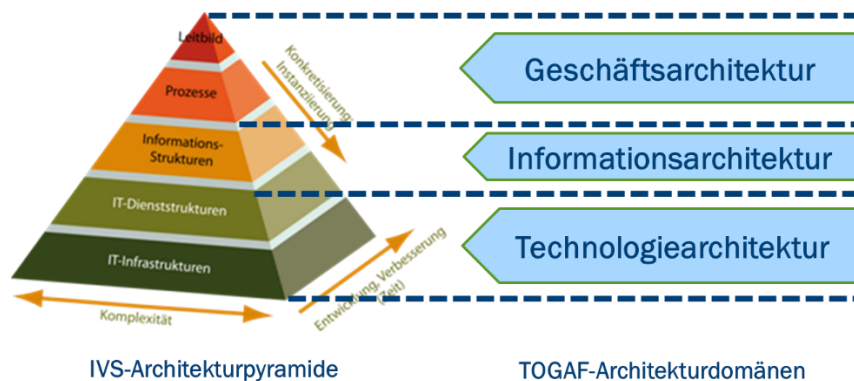 Leitbild
Prozesse
Informations-
Strukturen
IT-Dienststrukturen
IT-Infrastrukturen
Konkretisierung,
Instanziierung
Entwicklung, Verbesserung
(Zeit)
Komplexität
IVS-Architekturpyramide
Geschäftsarchitektur
Informationsarchitektur
Technologiearchitektur
TOGAF-Architekturdomänen